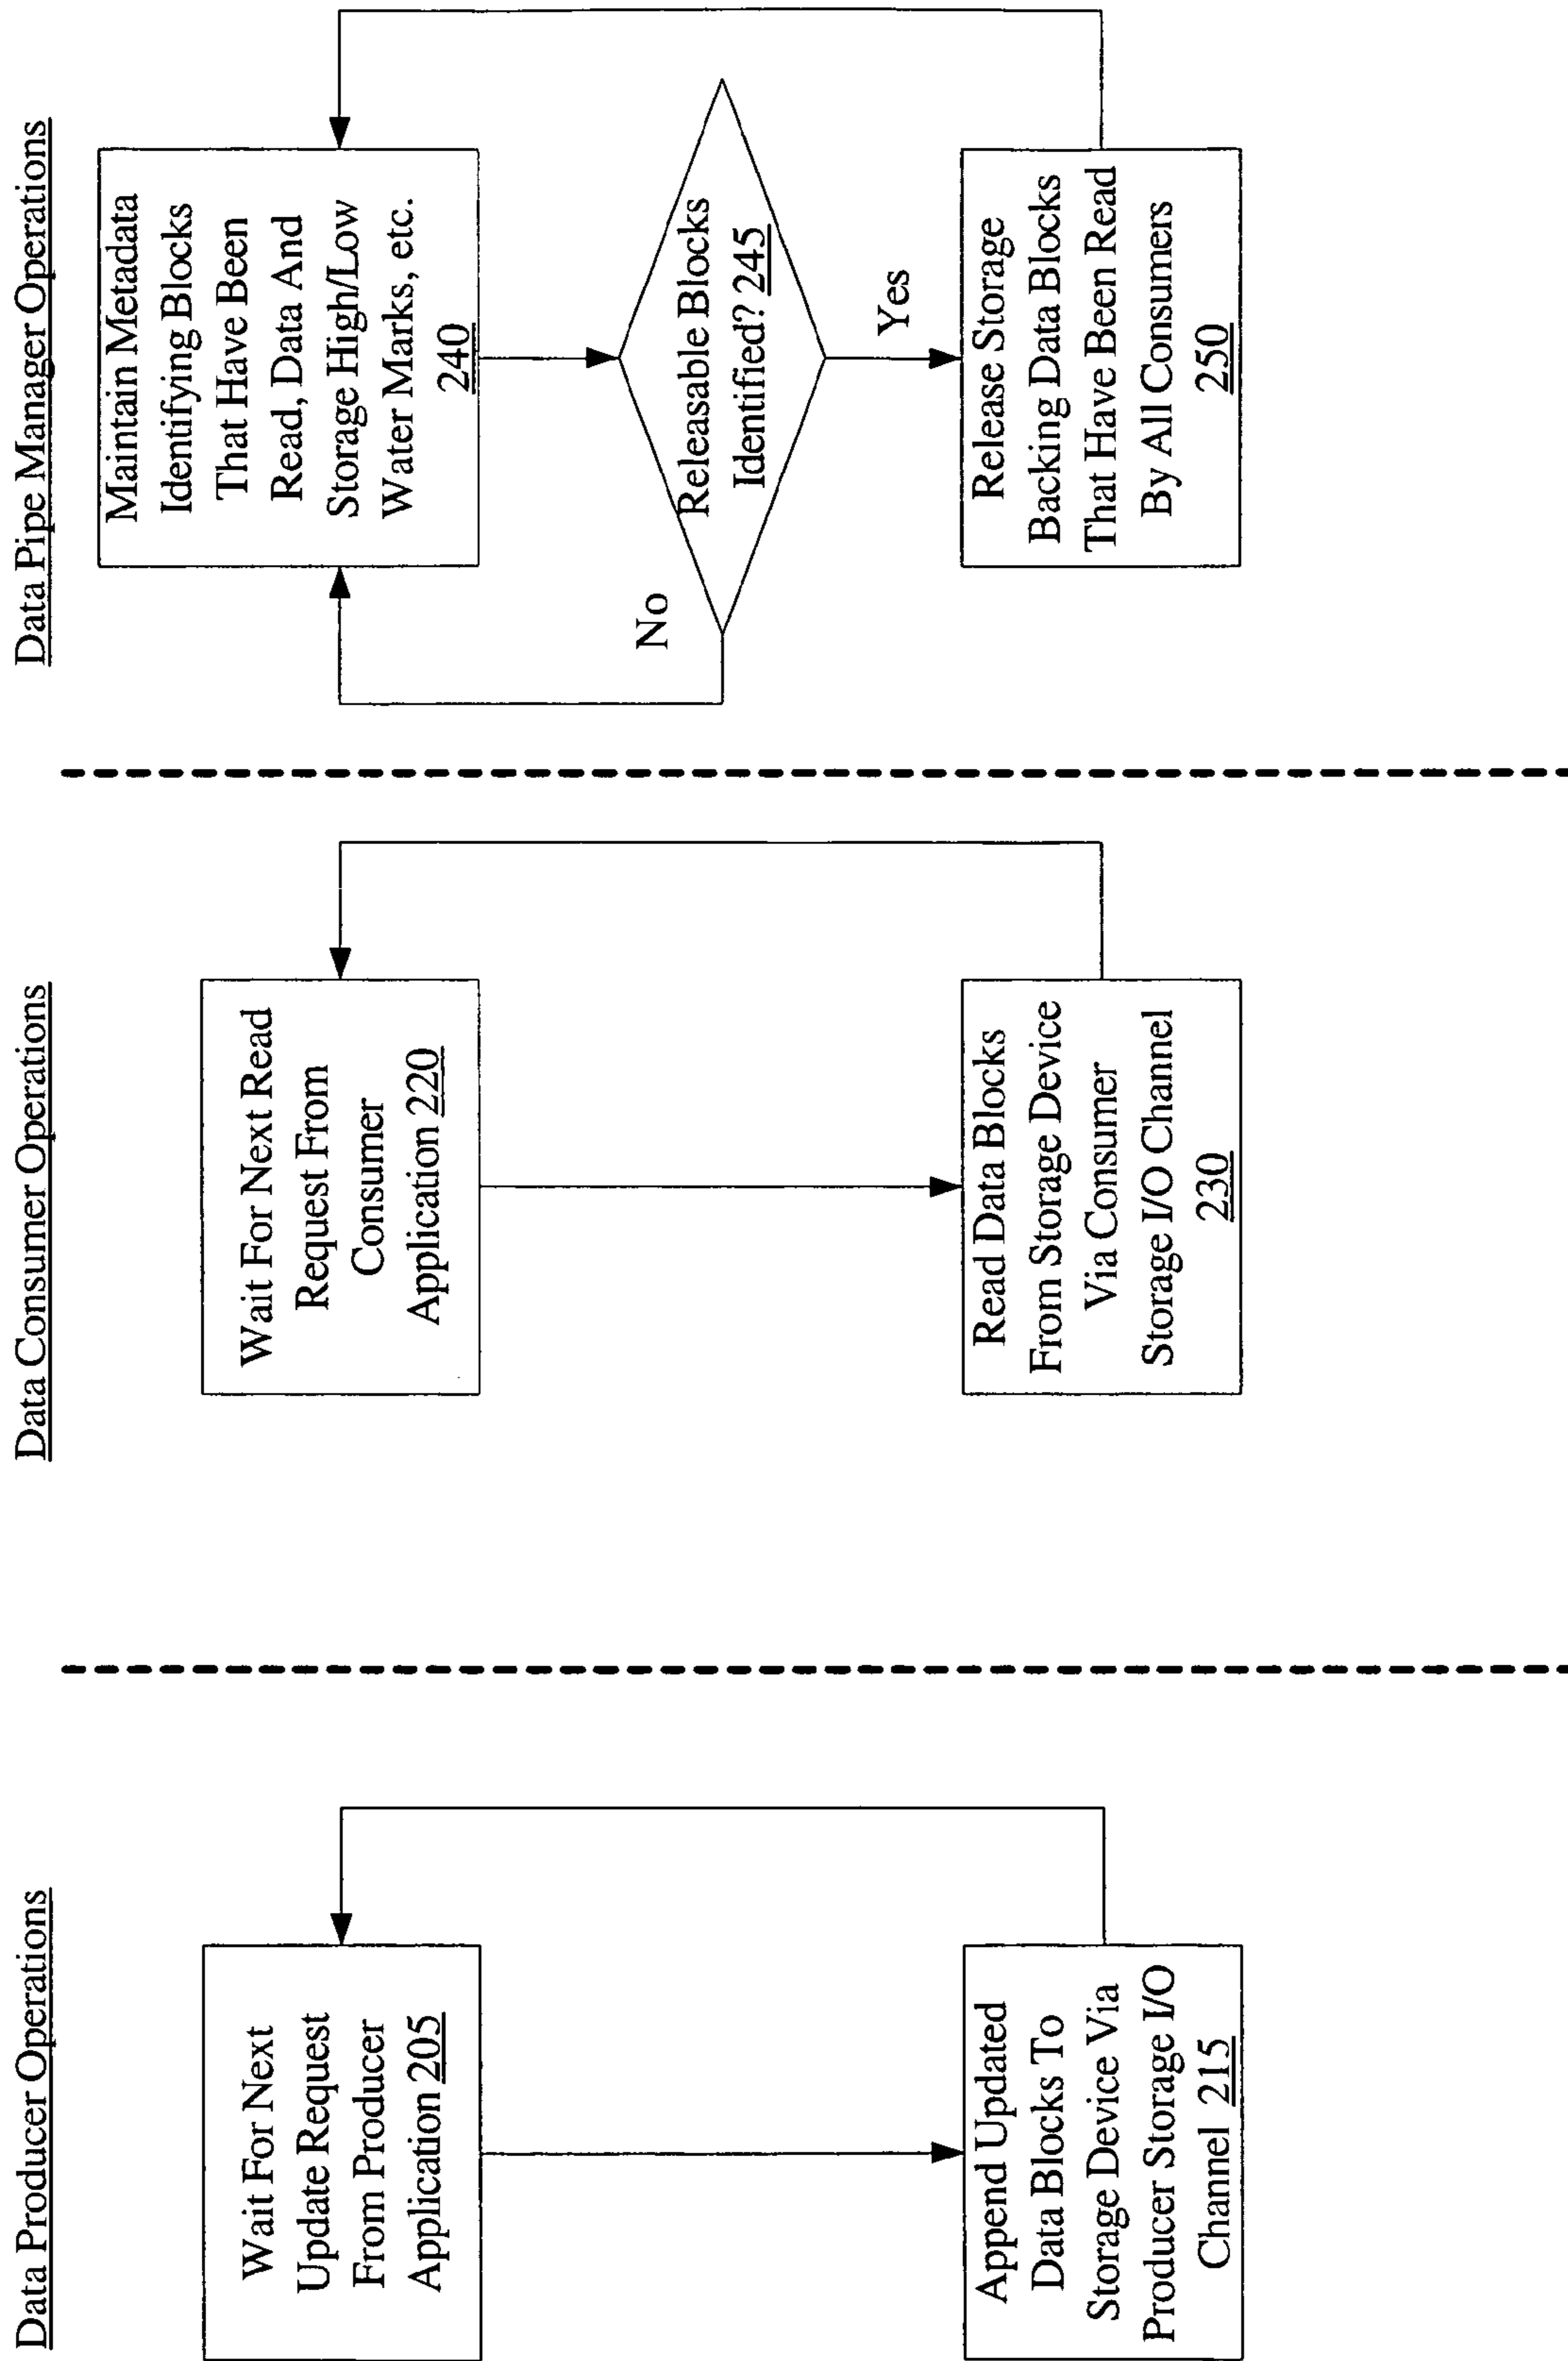 Data Producer Operations
Wait For Next
Update Request
From Producer
Application 205
Append Updated
Data Blocks To
Storage Device Via
Producer Storage I/O
Channel 215
Data Consumer Operations
Wait For Next Read
Request From
Consumer
Application 220
Read Data Blocks
From Storage Device
Via Consumer
Storage I/O Channel
230
Data Pipe Manager Operations
Maintain Metadata
Identifying Blocks
That Have Been
Read, Data And
Storage High/Low
Water Marks, etc.
240
Releasable Blocks
Identified? 245
No
Yes
Release Storage
Backing Data Blocks
That Have Been Read
By All Consumers
250